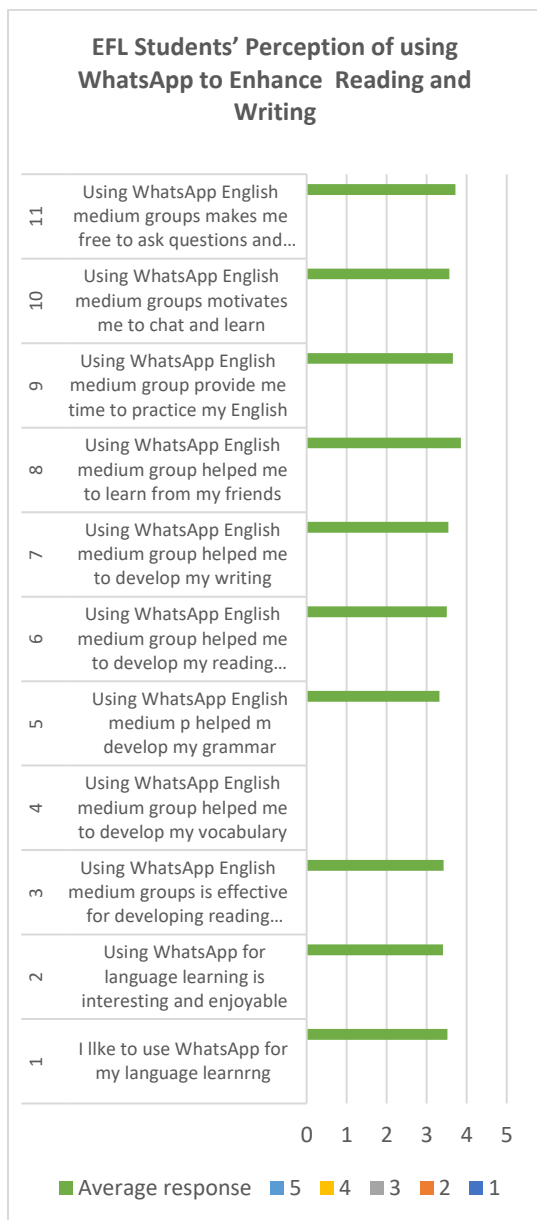 EFL Students’ Perception of using
WhatsApp to Enhance Reading and
Writing
11
Using WhatsApp English
medium groups makes me
free to ask questions and…
10
Using WhatsApp English
medium groups motivates
me to chat and learn
9
Using WhatsApp English
medium group provide me
time to practice my English
8
Using WhatsApp English
medium group helped me
to learn from my friends
7
Using WhatsApp English
medium group helped me
to develop my writing
6
Using WhatsApp English
medium group helped me
to develop my reading…
5
Using WhatsApp English
medium p helped m
develop my grammar
4
Using WhatsApp English
medium group helped me
to develop my vocabulary
3
Using WhatsApp English
medium groups is effective
for developing reading…
2
Using WhatsApp for
language learning is
interesting and enjoyable
1
I lIke to use WhatsApp for
my language learnrng
0 1 2 3 4 5
Average response 5 4 3 2 1